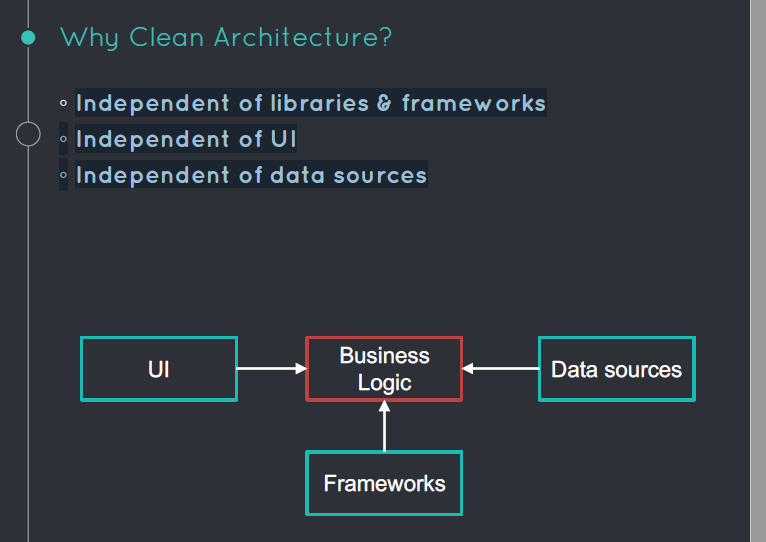 Why Clean Architecture?
Independent of libraries & frameworks
Independent of UI
Independent of data sources
UI
Business
Logic
Data sources
Frameworks